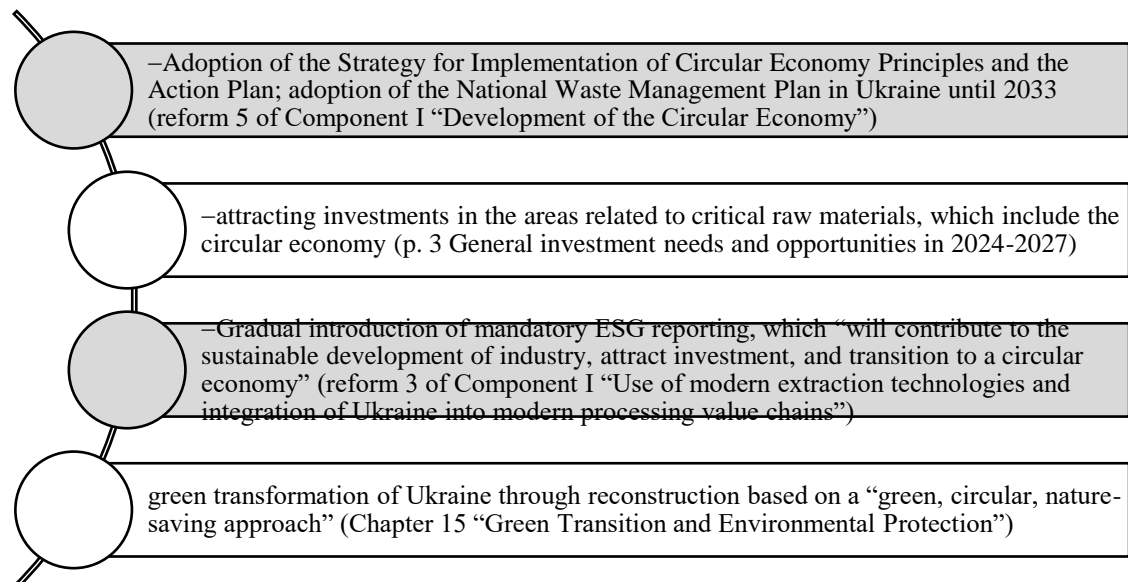 –Adoption of the Strategy for Implementation of Circular Economy Principles and the
Action Plan; adoption of the National Waste Management Plan in Ukraine until 2033
(reform 5 of Component I “Development of the Circular Economy”)
–attracting investments in the areas related to critical raw materials, which include the
circular economy (p. 3 General investment needs and opportunities in 2024-2027)
–Gradual introduction of mandatory ESG reporting, which “will contribute to the
sustainable development of industry, attract investment, and transition to a circular
economy” (reform 3 of Component I “Use of modern extraction technologies and
integration of Ukraine into modern processing value chains”)
green transformation of Ukraine through reconstruction based on a “green, circular, nature-
saving approach” (Chapter 15 “Green Transition and Environmental Protection”)